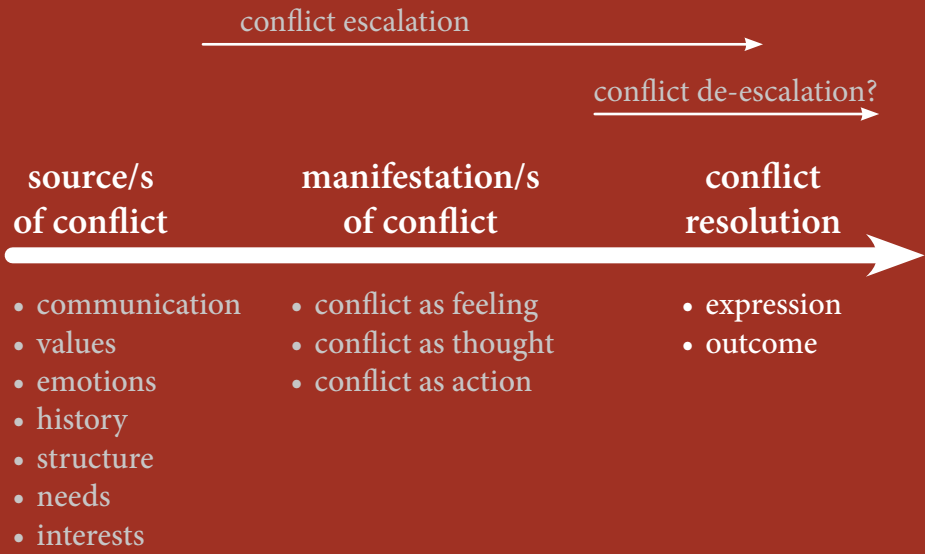 conflict escalation
conflict de-escalation?
source/s
of conflict
manifestation/s
of conflict
conflict
resolution
• communication
• values
• emotions
• history
• structure
• needs
• interests
• conflict as feeling
• conflict as thought
• conflict as action
• expression
• outcome